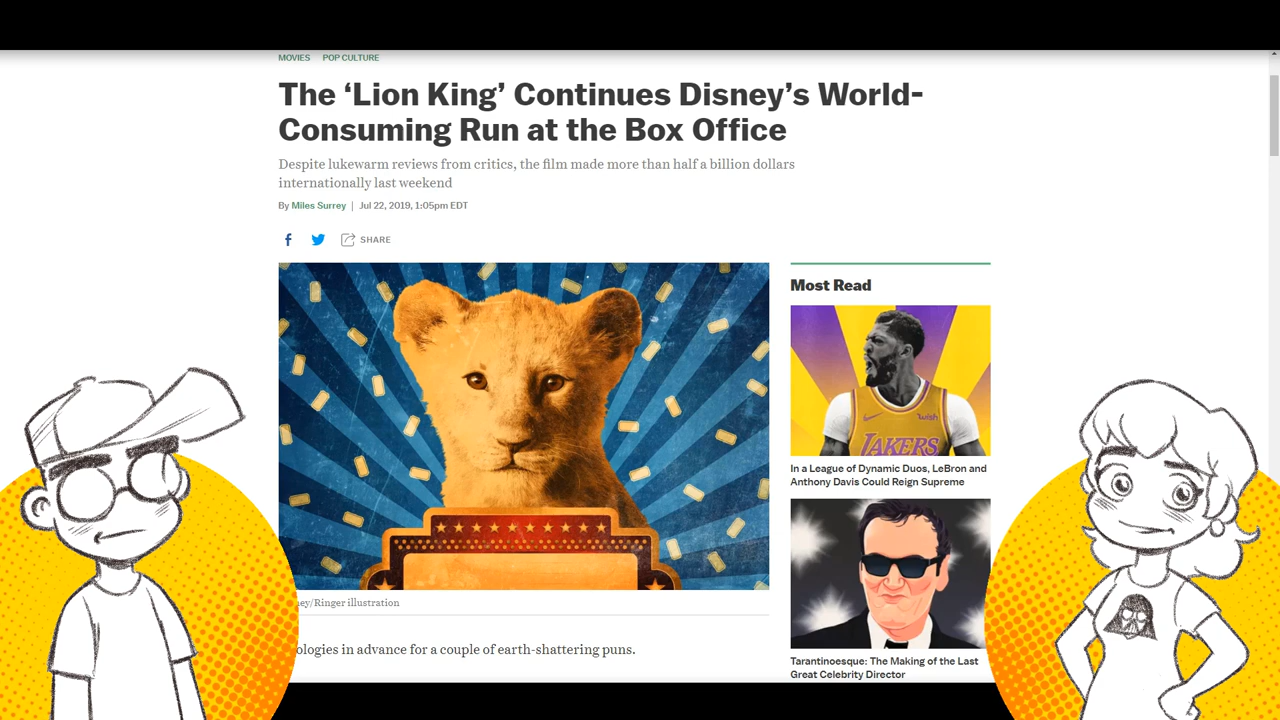 MOVIES POP CULTURE
The ‘Lion King’ Continues Disney’s World-
Consuming Run at the Box Office
Despite lukewarm reviews from critics, the film made more than half a billion dollars
internationally last weekend
By Miles Surrey | Jul 22, 2019, 1:05pm EDT
SHARE
ney/Ringer illustration
ologies in advance for a couple of earth-shattering puns.
Most Read
wish
LAKERS
In a League of Dynamic Duos, LeBron and
Anthony Davis Could Reign Supreme
Tarantinoesque: The Making of the Last
Great Celebrity Director